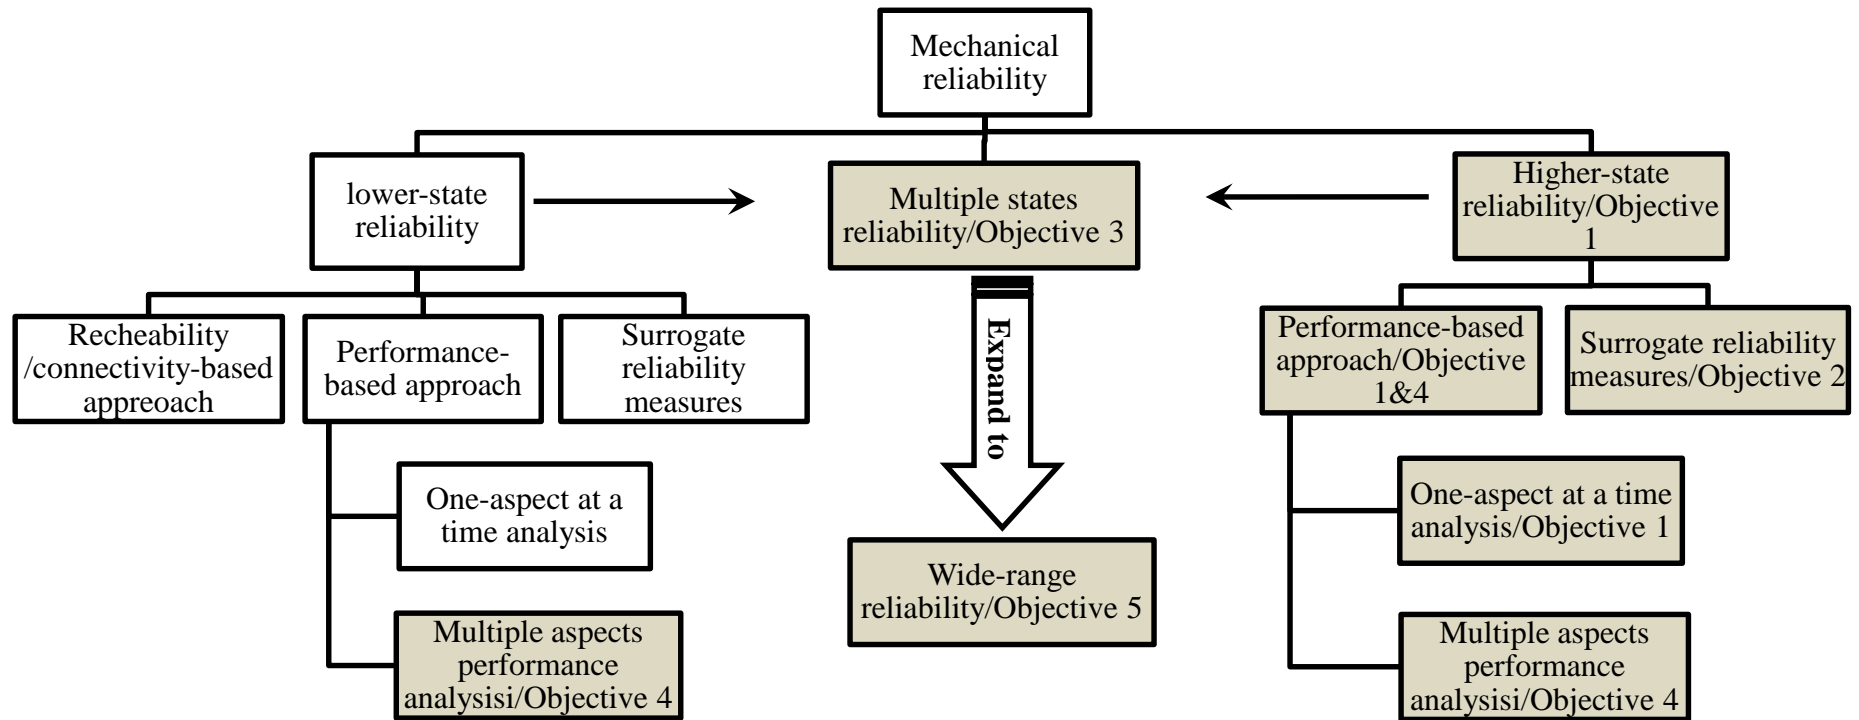 Mechanical
reliability
lower-state
reliability
Multiple states
reliability/Objective 3
Higher-state
reliability/Objective
1
Recheability
/connectivity-based
appreoach
Performance-
based approach
Surrogate
reliability
measures
Expand to
Performance-based
approach/Objective
1&4
Surrogate reliability
measures/Objective 2
One-aspect at a
time analysis
One-aspect at a time
analysis/Objective 1
Wide-range
reliability/Objective 5
Multiple aspects
performance
analysisi/Objective 4
Multiple aspects
performance
analysisi/Objective 4